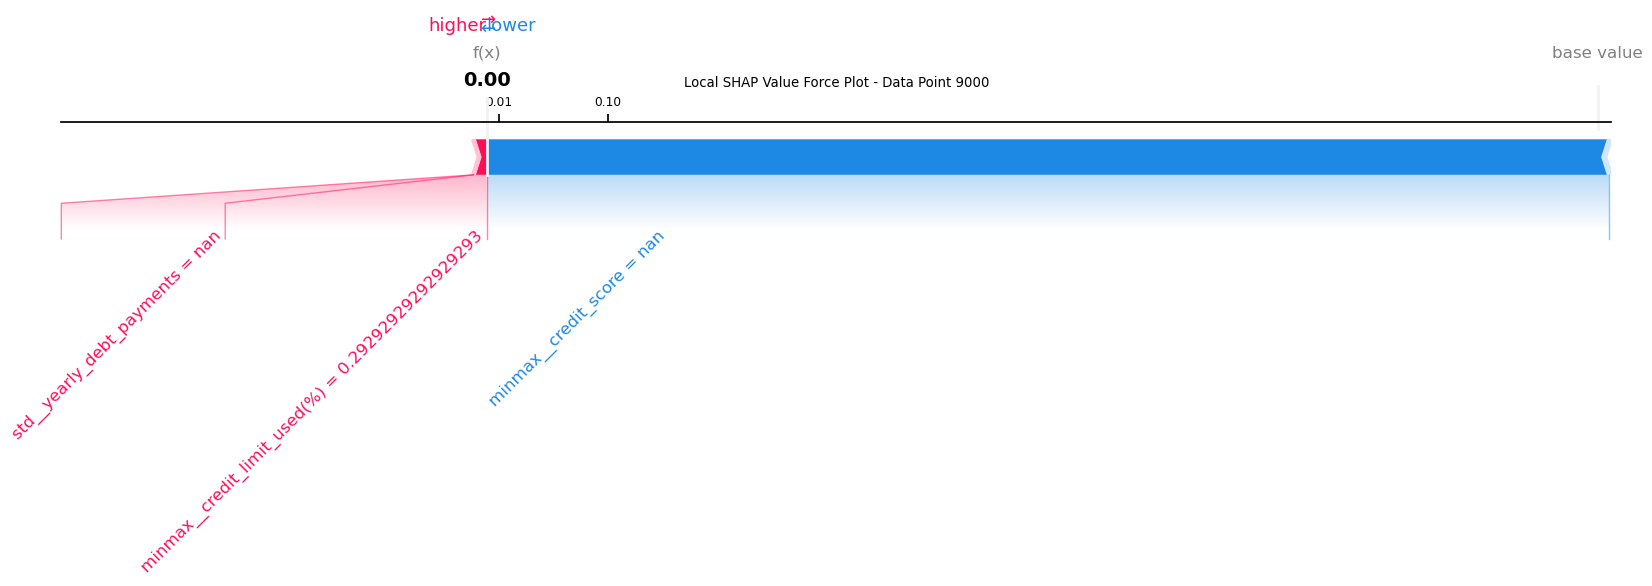 higher ⇄ lower
f(x)
base value
0.00
Local SHAP Value Force Plot - Data Point 9000
0.01
0.10
std__yearly_debt_payments = nan
minmax__credit_limit_used(%) = 0.29292929292929293
minmax__credit_score = nan